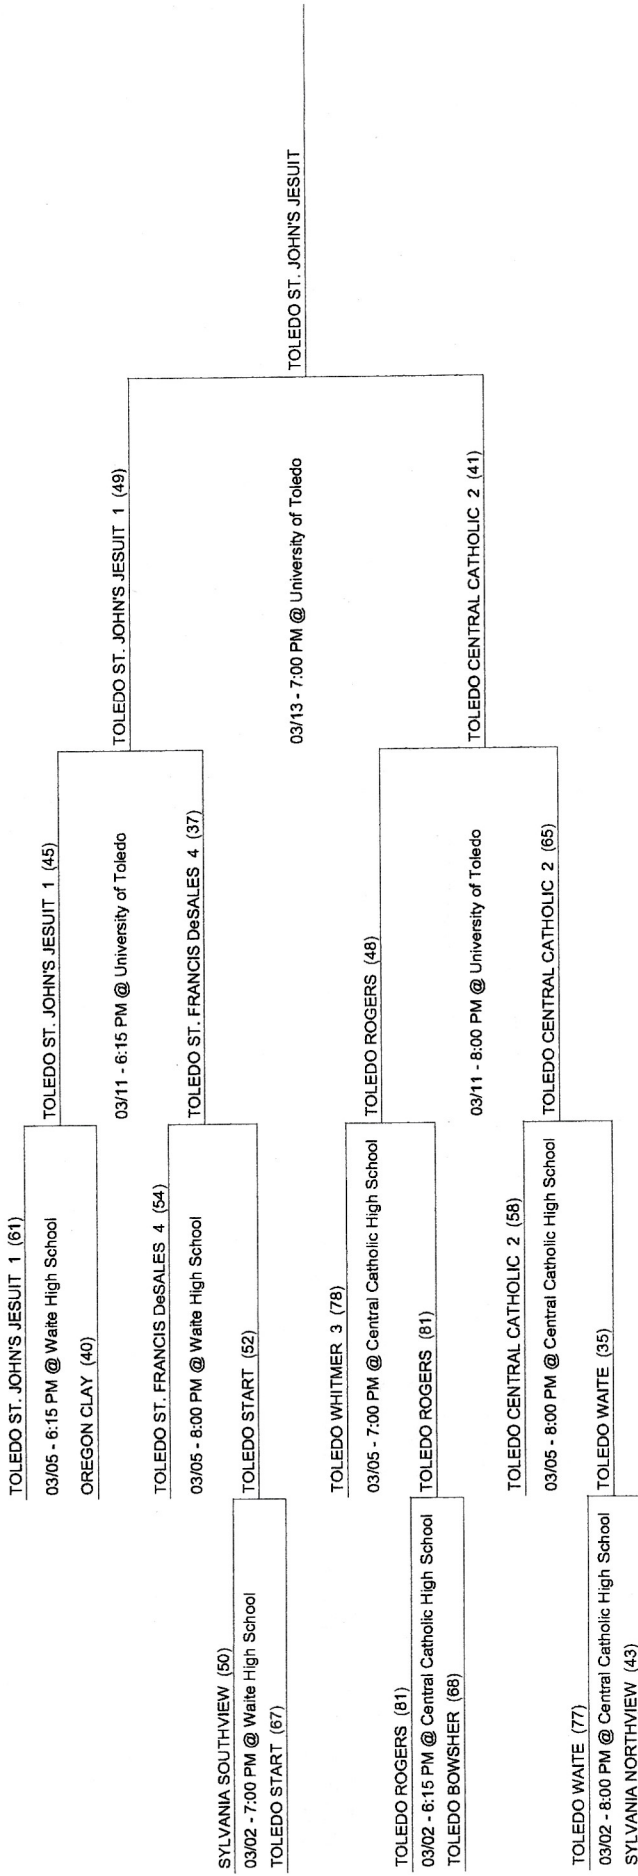 TOLEDO ST. JOHN'S JESUIT 1 (61)
03/05 - 6:15 PM @ Waite High School
OREGON CLAY (40)
TOLEDO ST. FRANCIS DeSALES 4 (54)
03/05 - 8:00 PM @ Waite High School
SYLVANIA SOUTHVIEW (50)
03/02 - 7:00 PM @ Waite High School
TOLEDO START (67)
TOLEDO START (52)
TOLEDO WHITMER 3 (78)
03/05 - 7:00 PM @ Central Catholic High School
TOLEDO ROGERS (81)
03/02 - 6:15 PM @ Central Catholic High School
TOLEDO BOWSHER (68)
TOLEDO ROGERS (81)
TOLEDO CENTRAL CATHOLIC 2 (58)
03/05 - 8:00 PM @ Central Catholic High School
TOLEDO WAITE (77)
03/02 - 8:00 PM @ Central Catholic High School
SYLVANIA NORTHVIEW (43)
TOLEDO WAITE (35)
TOLEDO ST. JOHN'S JESUIT 1 (45)
03/11 - 6:15 PM @ University of Toledo
TOLEDO ST. FRANCIS DeSALES 4 (37)
TOLEDO ROGERS (48)
03/11 - 8:00 PM @ University of Toledo
TOLEDO CENTRAL CATHOLIC 2 (65)
TOLEDO ST. JOHN'S JESUIT 1 (49)
03/13 - 7:00 PM @ University of Toledo
TOLEDO CENTRAL CATHOLIC 2 (41)
TOLEDO ST. JOHN'S JESUIT